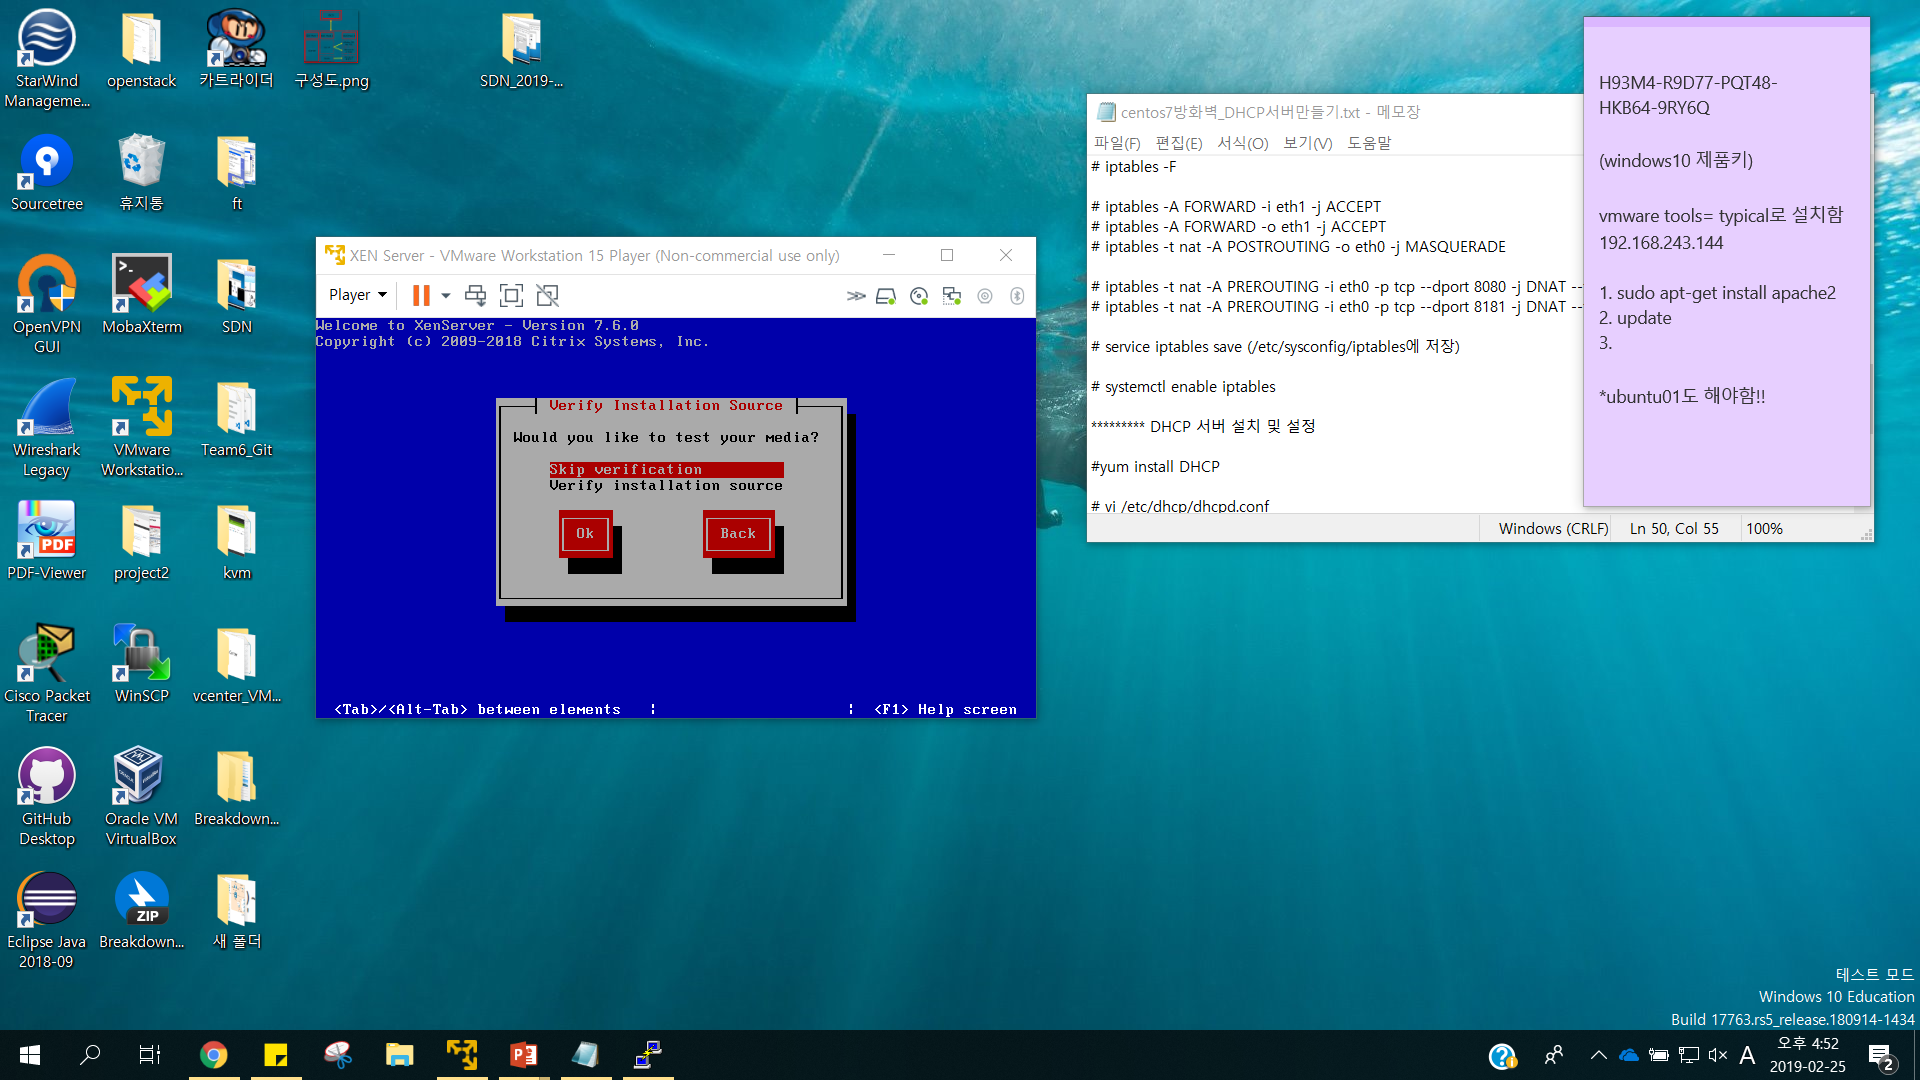 StarWind
Manageme...
openstack
카트라이더
구성도.png
SDN_2019-...
Sourcetree
휴지통
ft
OpenVPN
GUI
MobaXterm
SDN
Wireshark
Legacy
VMware
Workstatio...
Team6_Git
PDF-Viewer
project2
kvm
Cisco Packet
Tracer
WinSCP
vcenter_VM...
GitHub
Desktop
Oracle VM
VirtualBox
Breakdown...
Eclipse Java
2018-09
ZIP
Breakdown...
새 폴더
XEN Server - VMware Workstation 15 Player (Non-commercial use only)
Player
Welcome to XenServer - Version 7.6.0
Copyright (c) 2009-2018 Citrix Systems, Inc.
Verify Installation Source
Would you like to test your media?
Skip verification
Verify installation source
Ok
Back
<Tab>/<Alt-Tab> between elements | | <F1> Help screen
centos7방화벽_DHCP서버만들기.txt - 메모장
파일(F) 편집(E) 서식(O) 보기(V) 도움말
# iptables -F
# iptables -A FORWARD -i eth1 -j ACCEPT
# iptables -A FORWARD -o eth1 -j ACCEPT
# iptables -t nat -A POSTROUTING -o eth0 -j MASQUERADE
# iptables -t nat -A PREROUTING -i eth0 -p tcp --dport 8080 -j DNAT --
# iptables -t nat -A PREROUTING -i eth0 -p tcp --dport 8181 -j DNAT --
# service iptables save (/etc/sysconfig/iptables에 저장)
# systemctl enable iptables
********* DHCP 서버 설치 및 설정
#yum install DHCP
# vi /etc/dhcp/dhcpd.conf
Windows (CRLF)
Ln 50, Col 55
100%
H93M4-R9D77-PQT48-
HKB64-9RY6Q
(windows10 제품키)
vmware tools= typical로 설치함
192.168.243.144
1. sudo apt-get install apache2
2. update
3.
*ubuntu01도 해야함!!
테스트 모드
Windows 10 Education
Build 17763.rs5_release.180914-1434
A
오후 4:52
2019-02-25
2